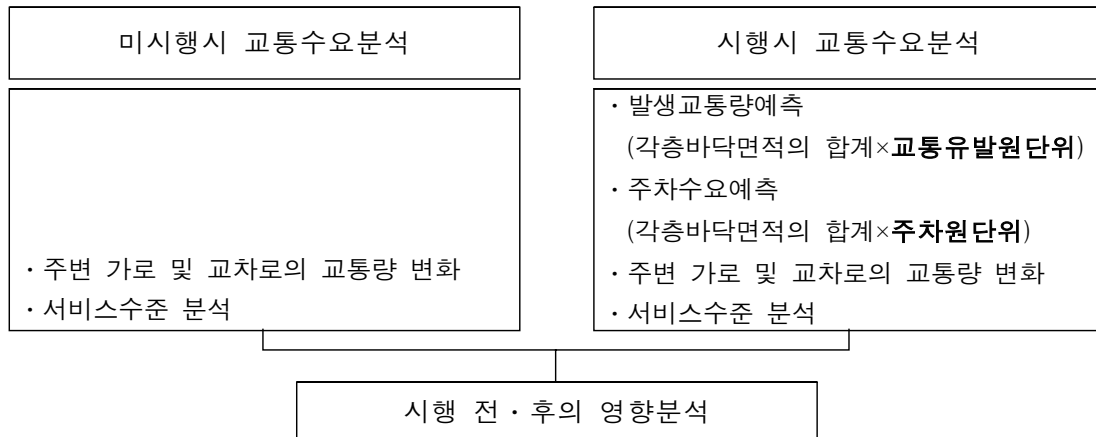 미시행시 교통수요분석
· 주변 가로 및 교차로의 교통량 변화
· 서비스수준 분석
시행시 교통수요분석
· 발생교통량예측
(각층바닥면적의 합계×교통유발원단위)
· 주차수요예측
(각층바닥면적의 합계×주차원단위)
· 주변 가로 및 교차로의 교통량 변화
· 서비스수준 분석
시행 전 · 후의 영향분석